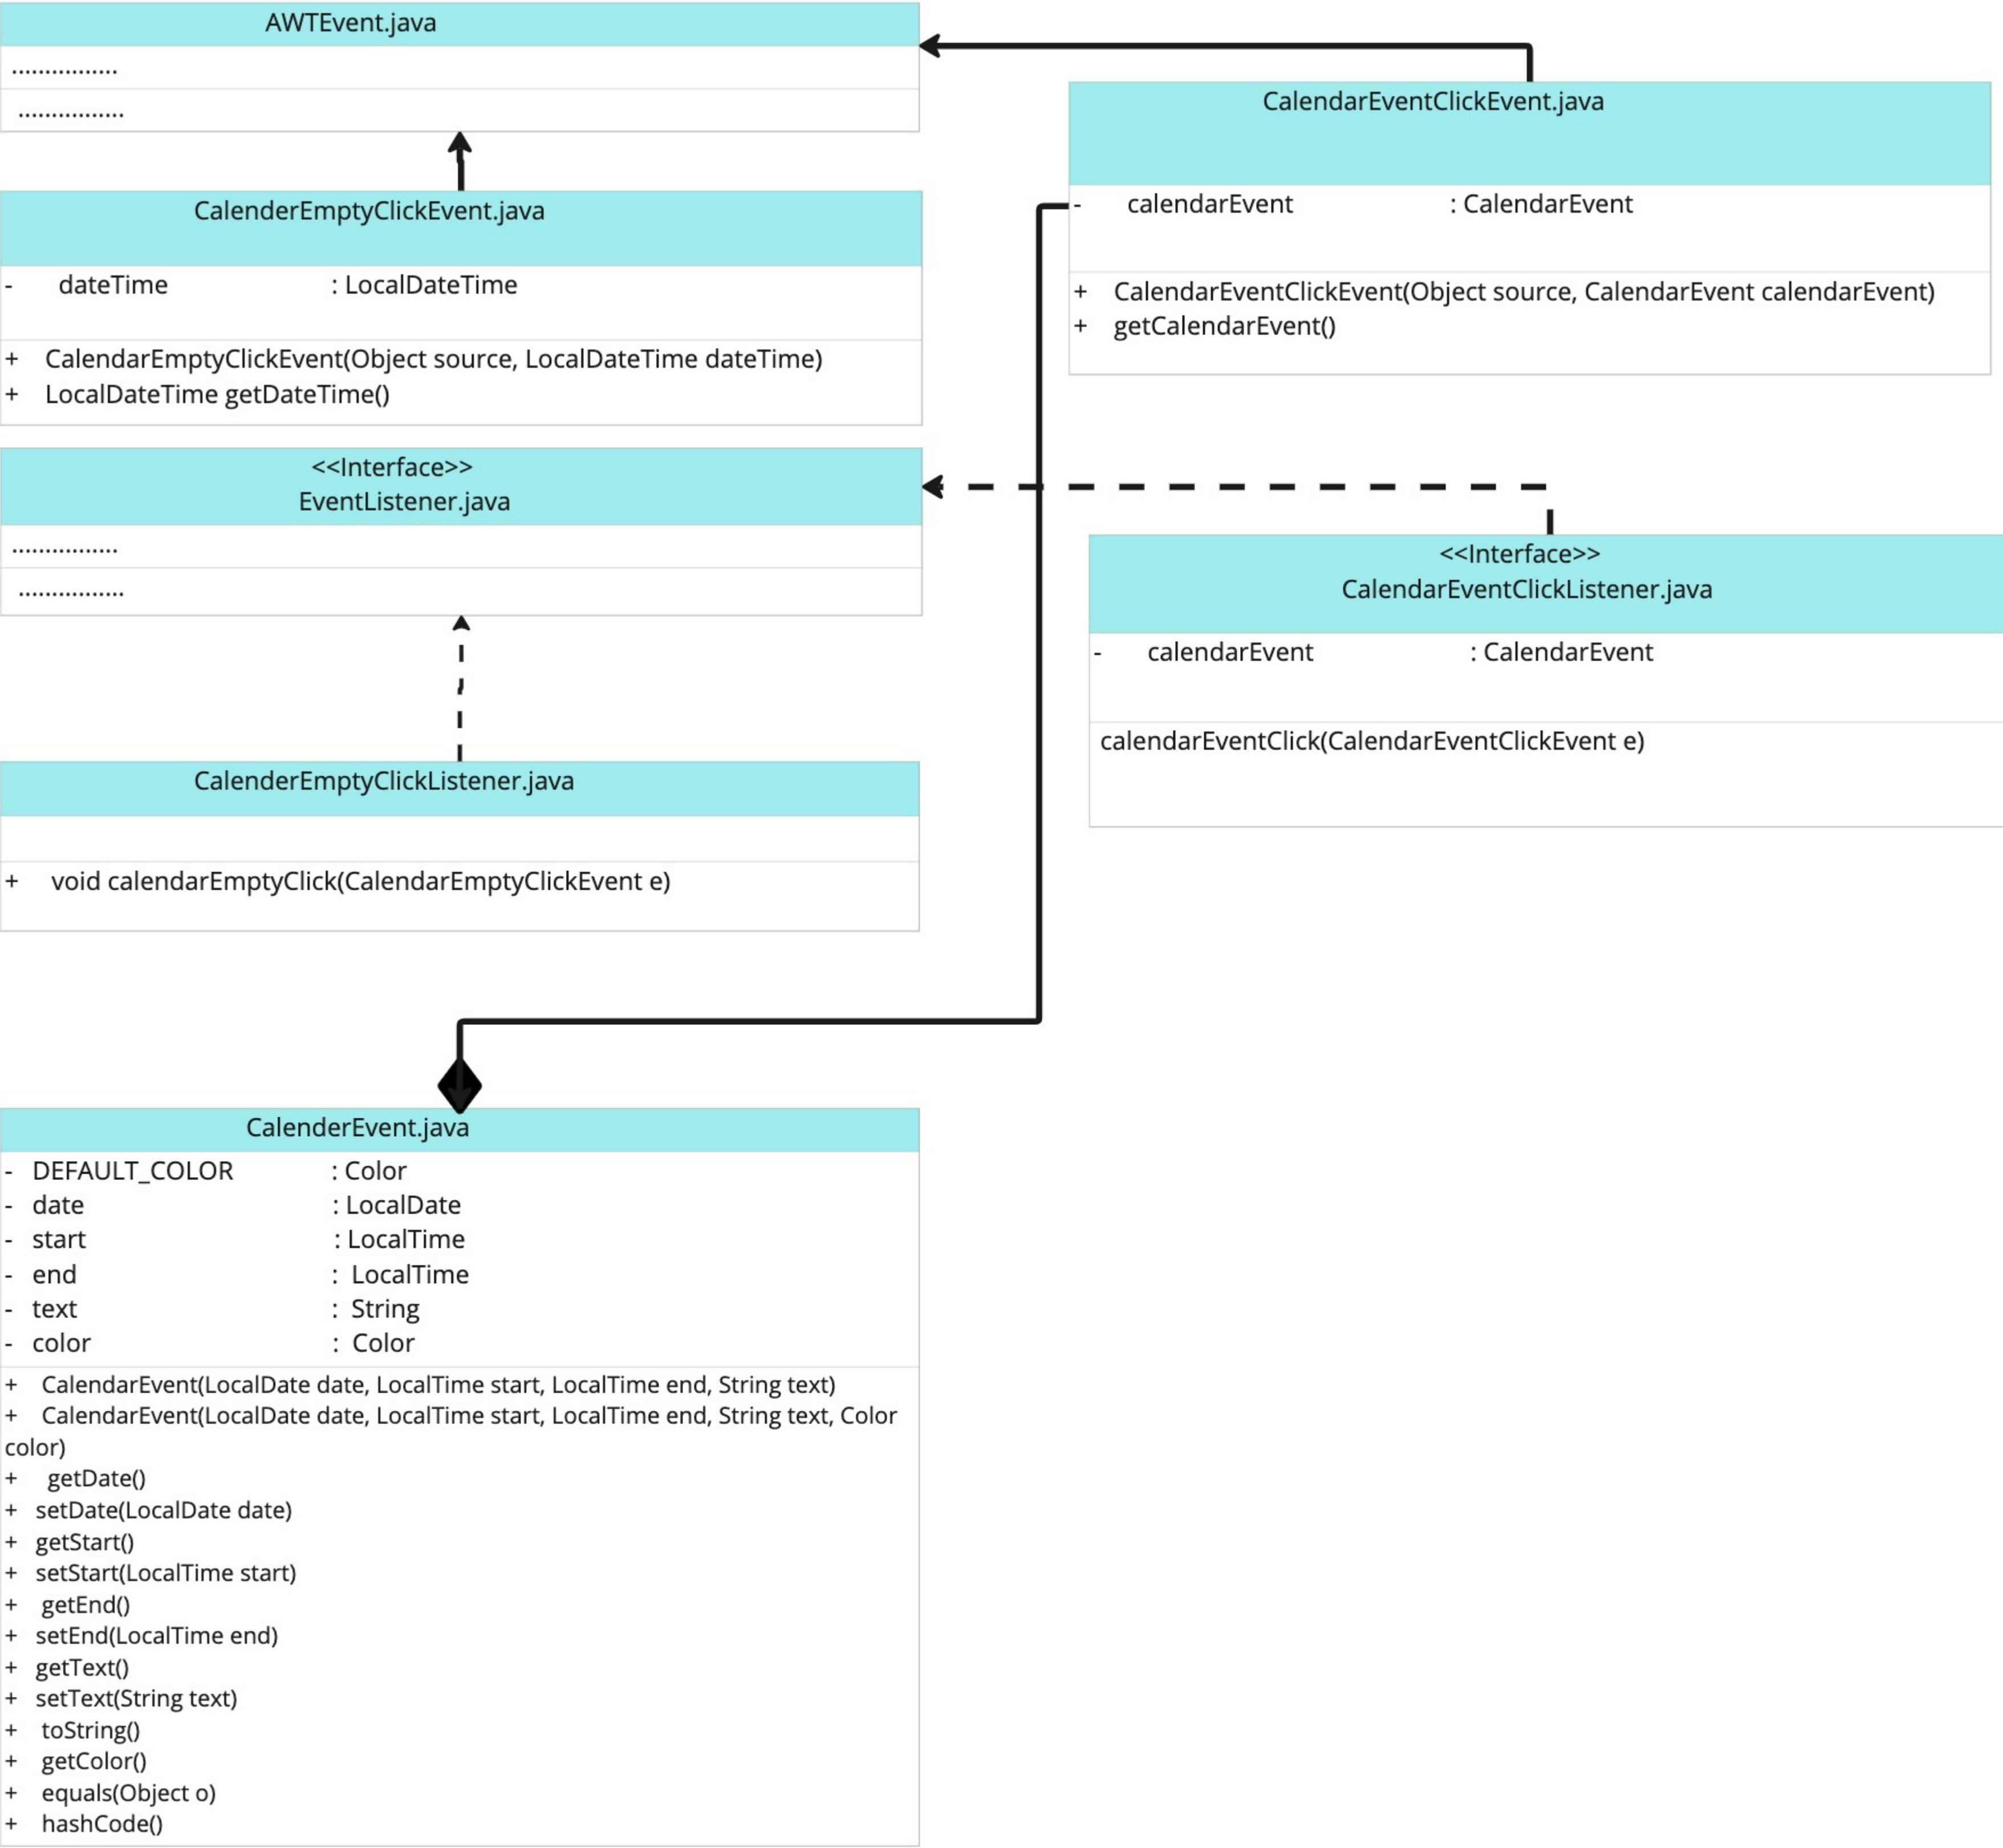 AWTEvent.java
................
................
CalenderEmptyClickEvent.java
- dateTime : LocalDateTime
+ CalendarEmptyClickEvent(Object source, LocalDateTime dateTime)
+ LocalDateTime getDateTime()
<<Interface>>
EventListener.java
................
................
CalenderEmptyClickListener.java
+ void calendarEmptyClick(CalendarEmptyClickEvent e)
CalendarEventClickEvent.java
- calendarEvent : CalendarEvent
+ CalendarEventClickEvent(Object source, CalendarEvent calendarEvent)
+ getCalendarEvent()
<<Interface>>
CalendarEventClickListener.java
- calendarEvent : CalendarEvent
calendarEventClick(CalendarEventClickEvent e)
CalenderEvent.java
- DEFAULT_COLOR : Color
- date : LocalDate
- start : LocalTime
- end : LocalTime
- text : String
- color : Color
+ CalendarEvent(LocalDate date, LocalTime start, LocalTime end, String text)
+ CalendarEvent(LocalDate date, LocalTime start, LocalTime end, String text, Color
color)
+ getDate()
+ setDate(LocalDate date)
+ getStart()
+ setStart(LocalTime start)
+ getEnd()
+ setEnd(LocalTime end)
+ getText()
+ setText(String text)
+ toString()
+ getColor()
+ equals(Object o)
+ hashCode()